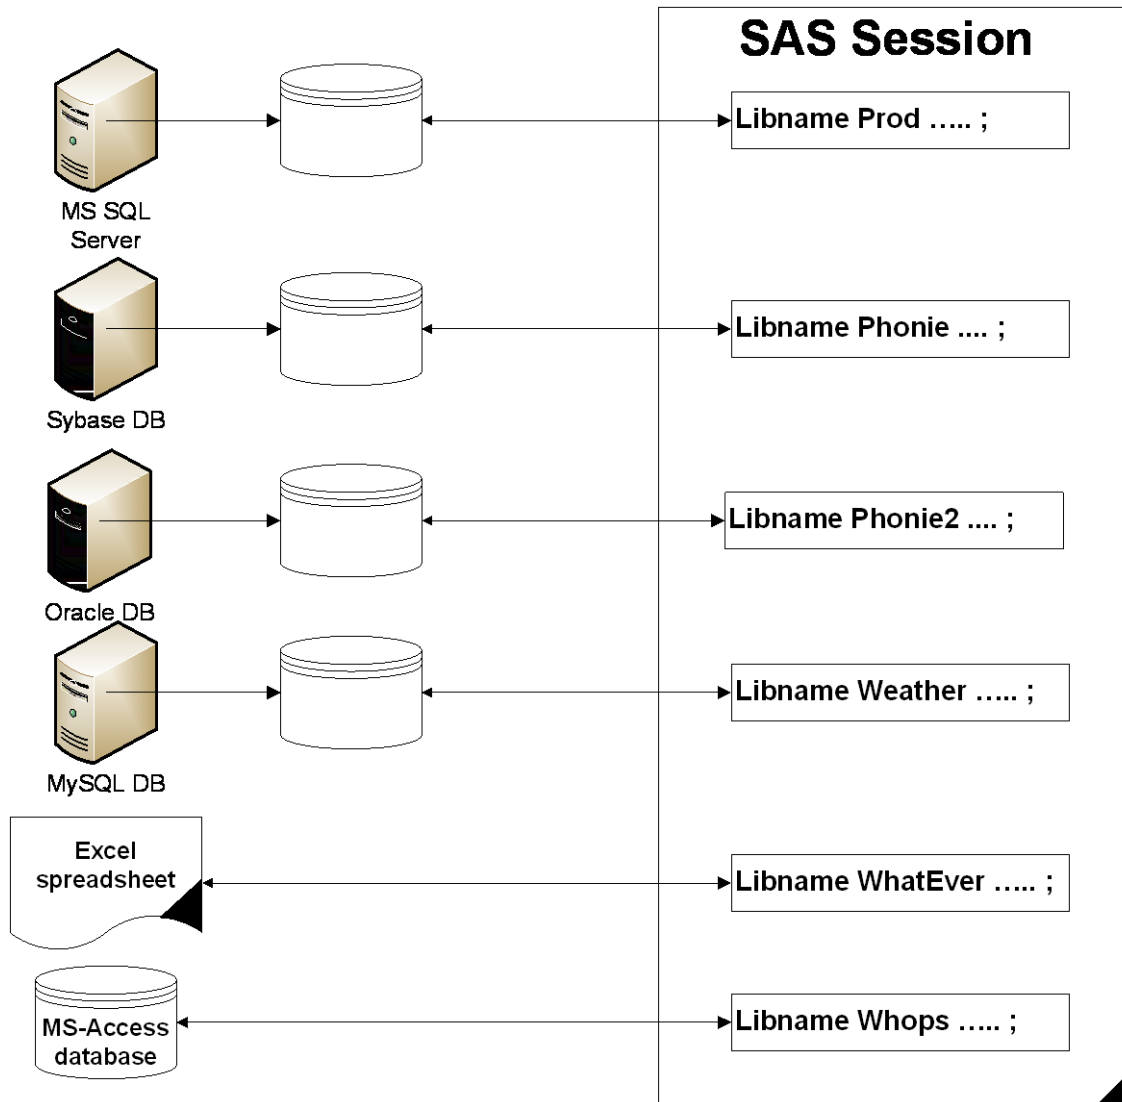 SAS Session
Libname Prod ..... ;
MS SQL
Server
Libname Phonie .... ;
Sybase DB
Libname Phonie2 .... ;
Oracle DB
Libname Weather ..... ;
MySQL DB
Excel
spreadsheet
Libname WhatEver ..... ;
MS-Access
database
Libname Whops ..... ;